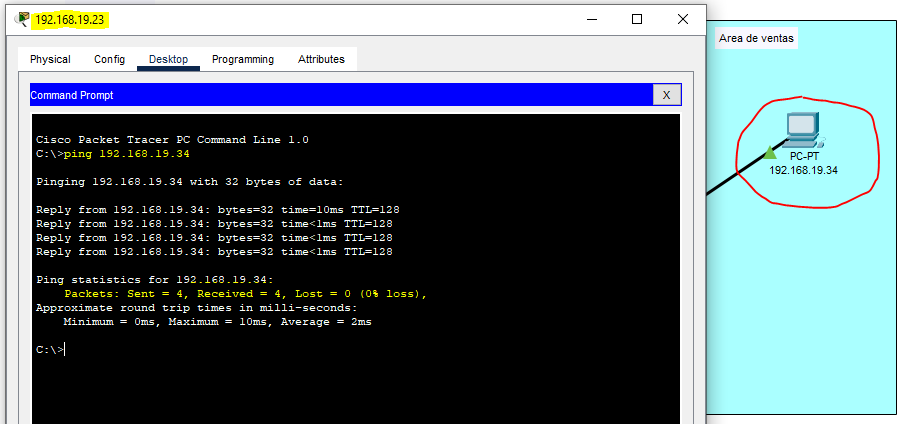 192.168.19.23
Physical Config Desktop Programming Attributes
Command Prompt X
Cisco Packet Tracer PC Command Line 1.0
C:\>ping 192.168.19.34
Pinging 192.168.19.34 with 32 bytes of data:
Reply from 192.168.19.34: bytes=32 time=10ms TTL=128
Reply from 192.168.19.34: bytes=32 time<1ms TTL=128
Reply from 192.168.19.34: bytes=32 time<1ms TTL=128
Reply from 192.168.19.34: bytes=32 time<1ms TTL=128
Ping statistics for 192.168.19.34:
Packets: Sent = 4, Received = 4, Lost = 0 (0% loss),
Approximate round trip times in milli-seconds:
Minimum = 0ms, Maximum = 10ms, Average = 2ms
C:\>
Area de ventas
PC-PT
192.168.19.34